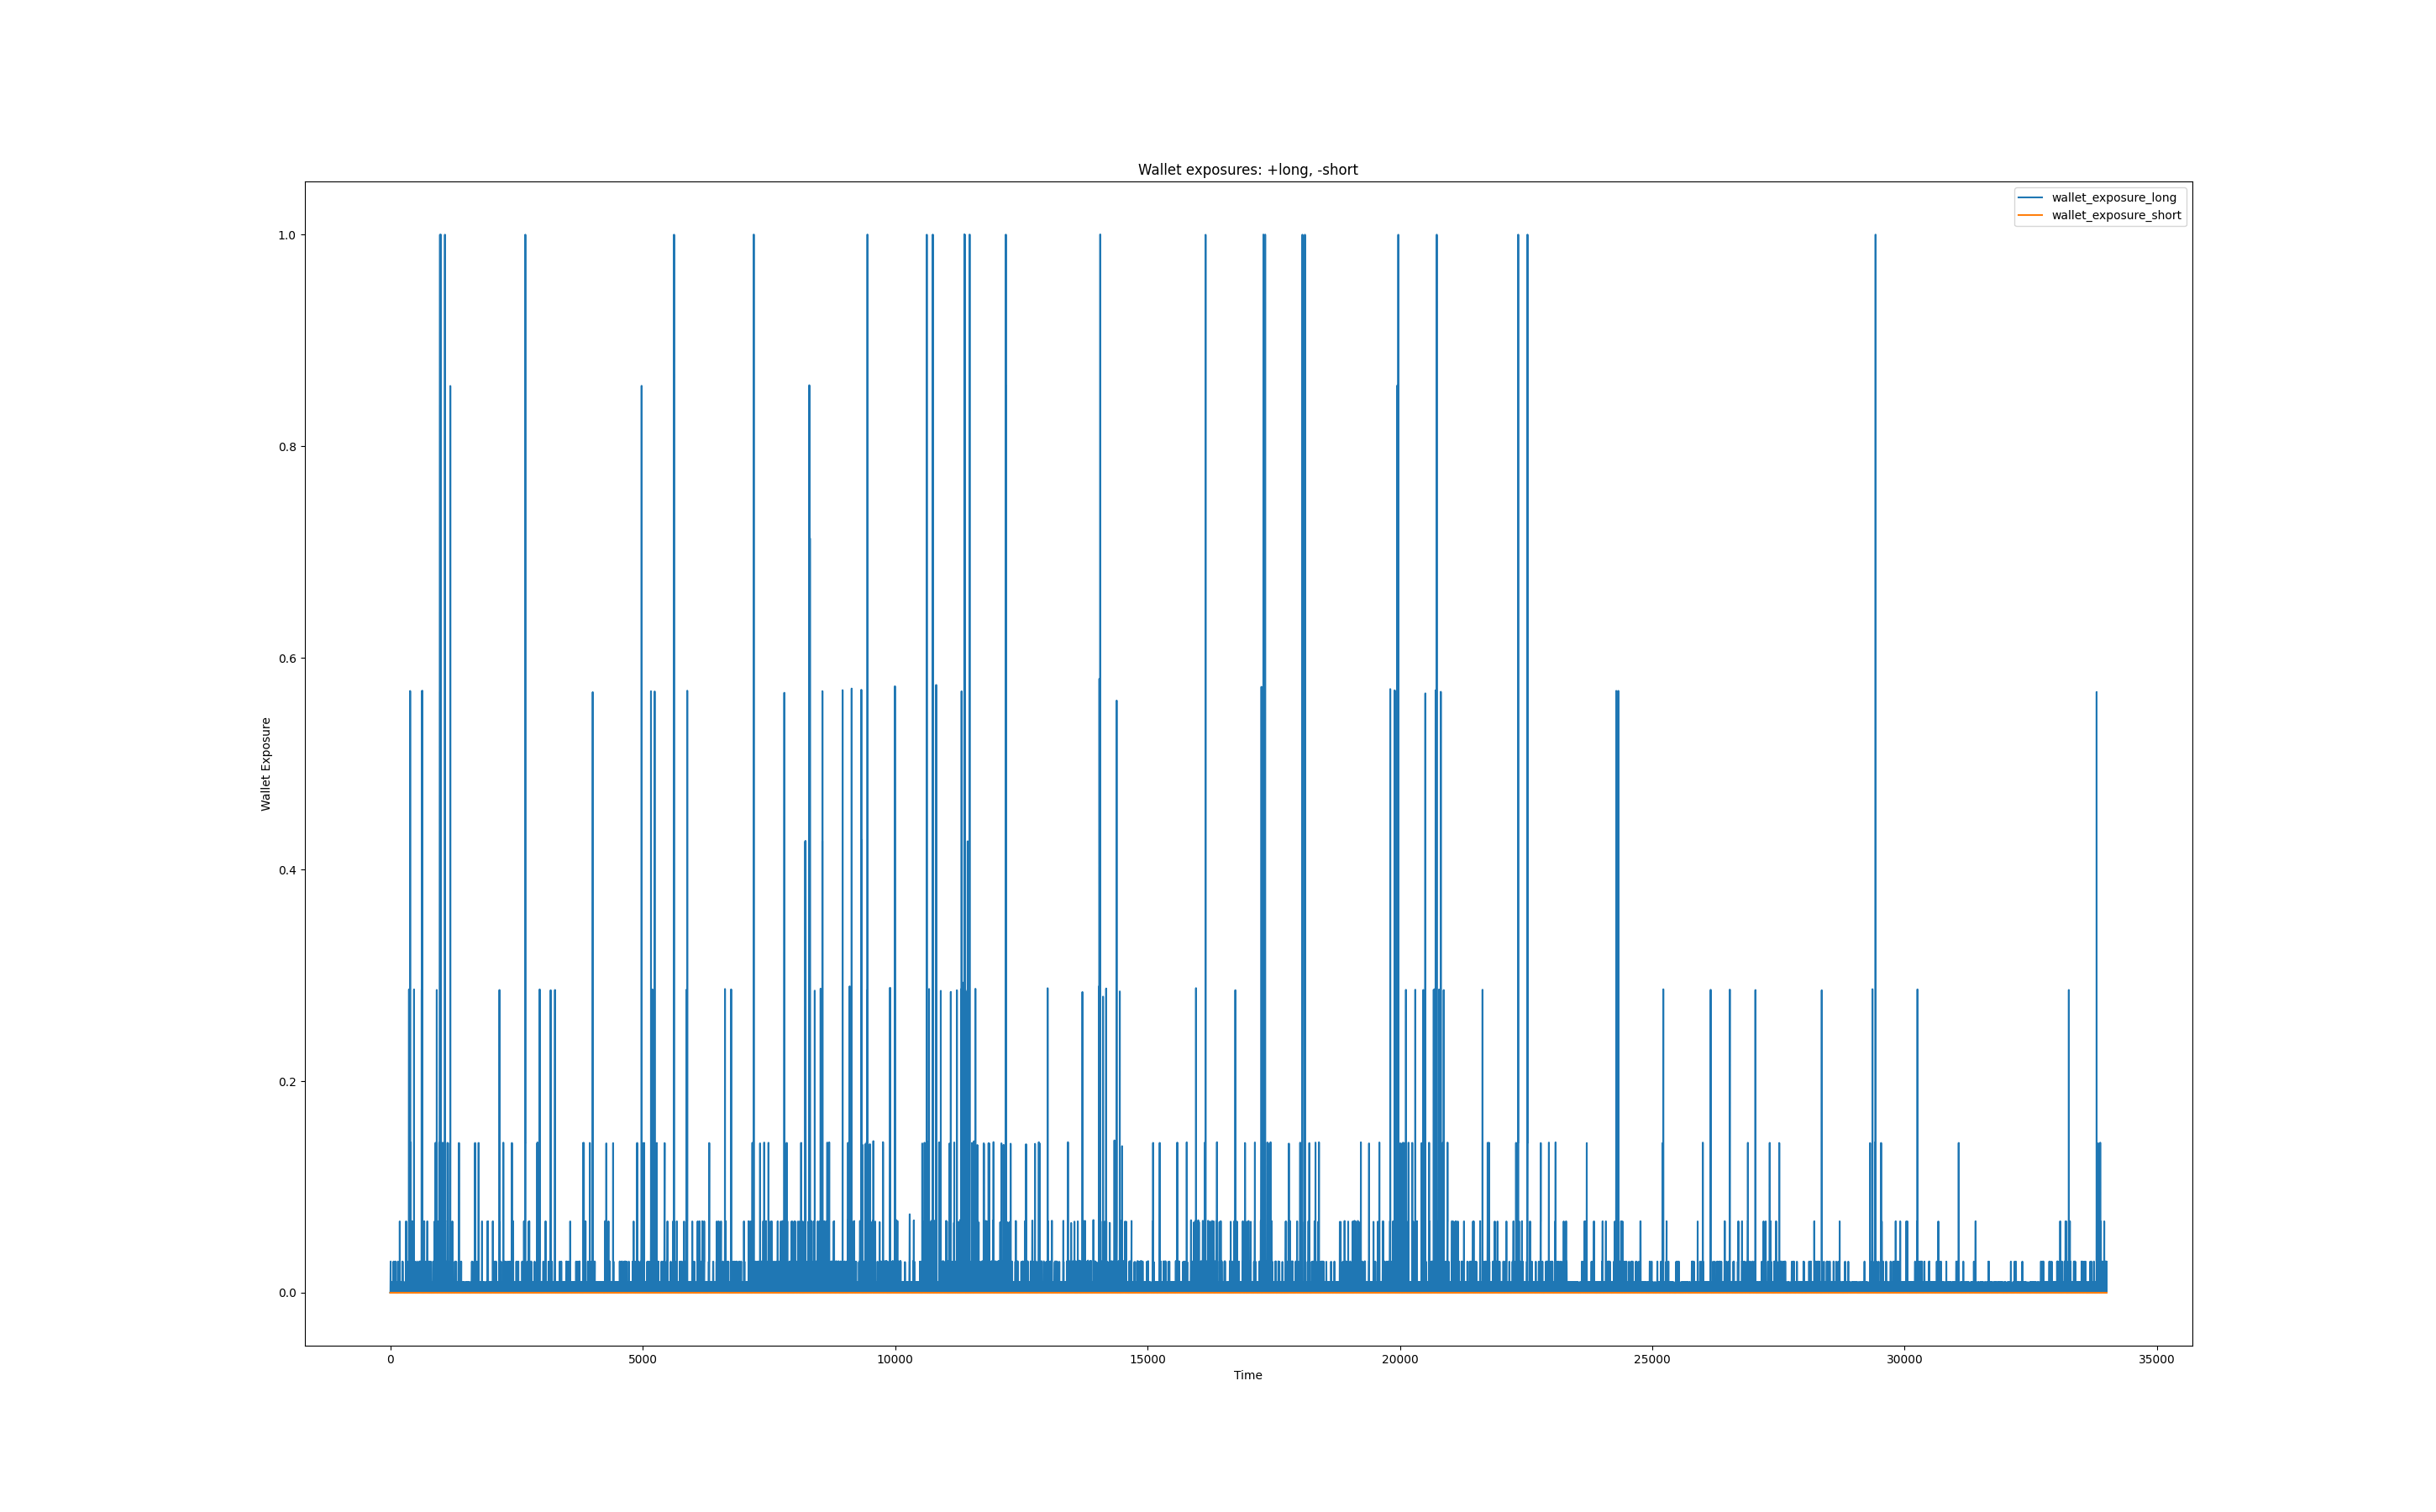 Wallet exposures: +long, -short
wallet_exposure_long
wallet_exposure_short
1.0
0.8
0.6
0.4
0.2
0.0
Wallet Exposure
0 5000 10000 15000 20000 25000 30000 35000
Time